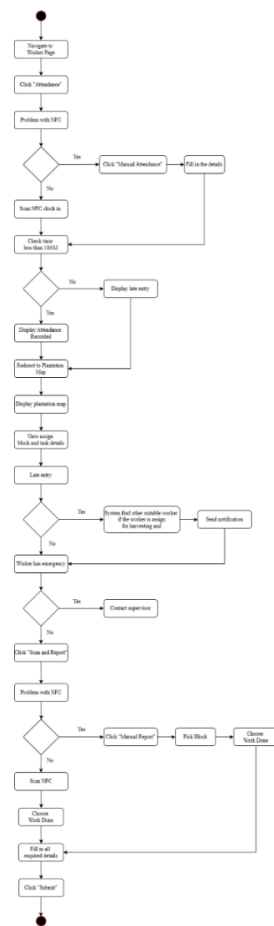 Navigate to
Worker Page
Click "Attendance"
Problem with NFC
Yes
Click "Manual Attendance"
Fill in the details
No
Scan NFC clock in
Check time
less than 10AM
No
Display late entry
Yes
Display Attendance
Recorded
Redirect to Plantation
Map
Display plantation map
View assign
block and task details
Late entry
Yes
System find other suitable worker
if the worker is assign
for harvesting and
Send notification
No
Worker has emergency
Yes
Contact supervisor
No
Click "Scan and Report"
Problem with NFC
Yes
Click "Manual Report"
Pick Block
Choose
Work Done
No
Scan NFC
Choose
Work Done
Fill in all
required details
Click "Submit"